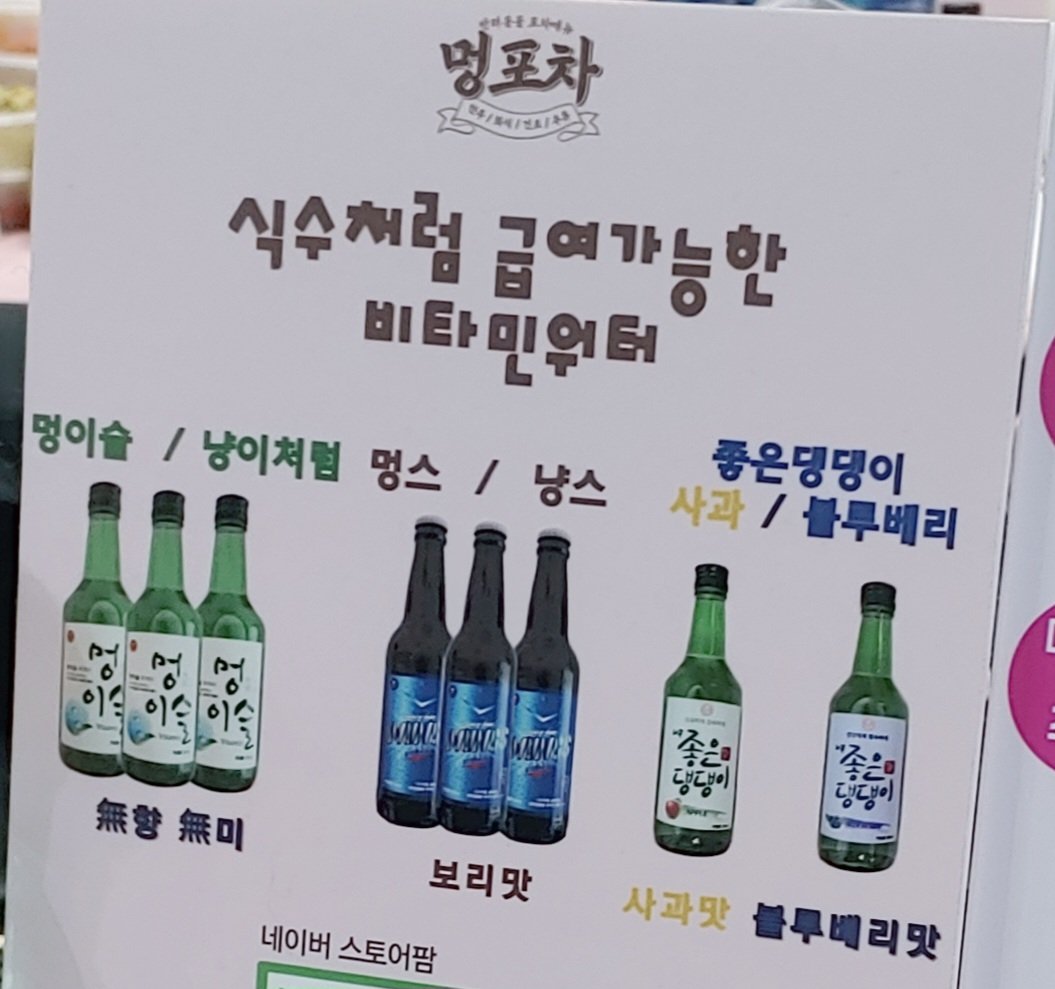 멍포차
식수처럼 급여가능한
비타민워터
멍이슬 / 냥이처럼
멍스 / 냥스
좋은댕댕이
사과 / 블루베리
멍
이슬
멍
이슬
멍
이슬
좋은
댕댕이
좋은
댕댕이
無향 無미
보리맛
사과맛
블루베리맛
네이버 스토어팜